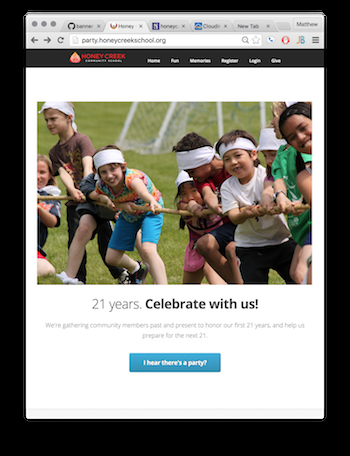 banner
Honey
honeyc
Cloudin
New Tab
Matthew
party.honeycreekschool.org
HONEY CREEK
COMMUNITY SCHOOL
Home Fun Memories Register Login Give
21 years. Celebrate with us!
We're gathering community members past and present to honor our first 21 years, and help us
prepare for the next 21.
I hear there's a party?